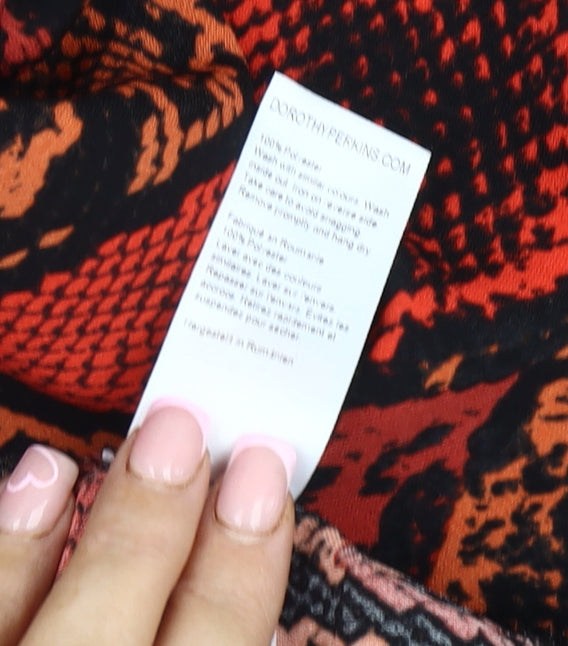 DOROTHYPERKINS.COM
100% Polyester
Wash with similar colours. Wash
inside out. Iron on reverse side
Take care to avoid snagging
Remove promptly and hang dry
Fabriqué en Roumanie
100% Polyester
Laver avec des couleurs
similaires. Laver sur l'envers.
Repasser sur l'envers. Evitez les
accrocs. Retirez rapidement et
suspendez pour sécher.
Hergestellt in Rumänien